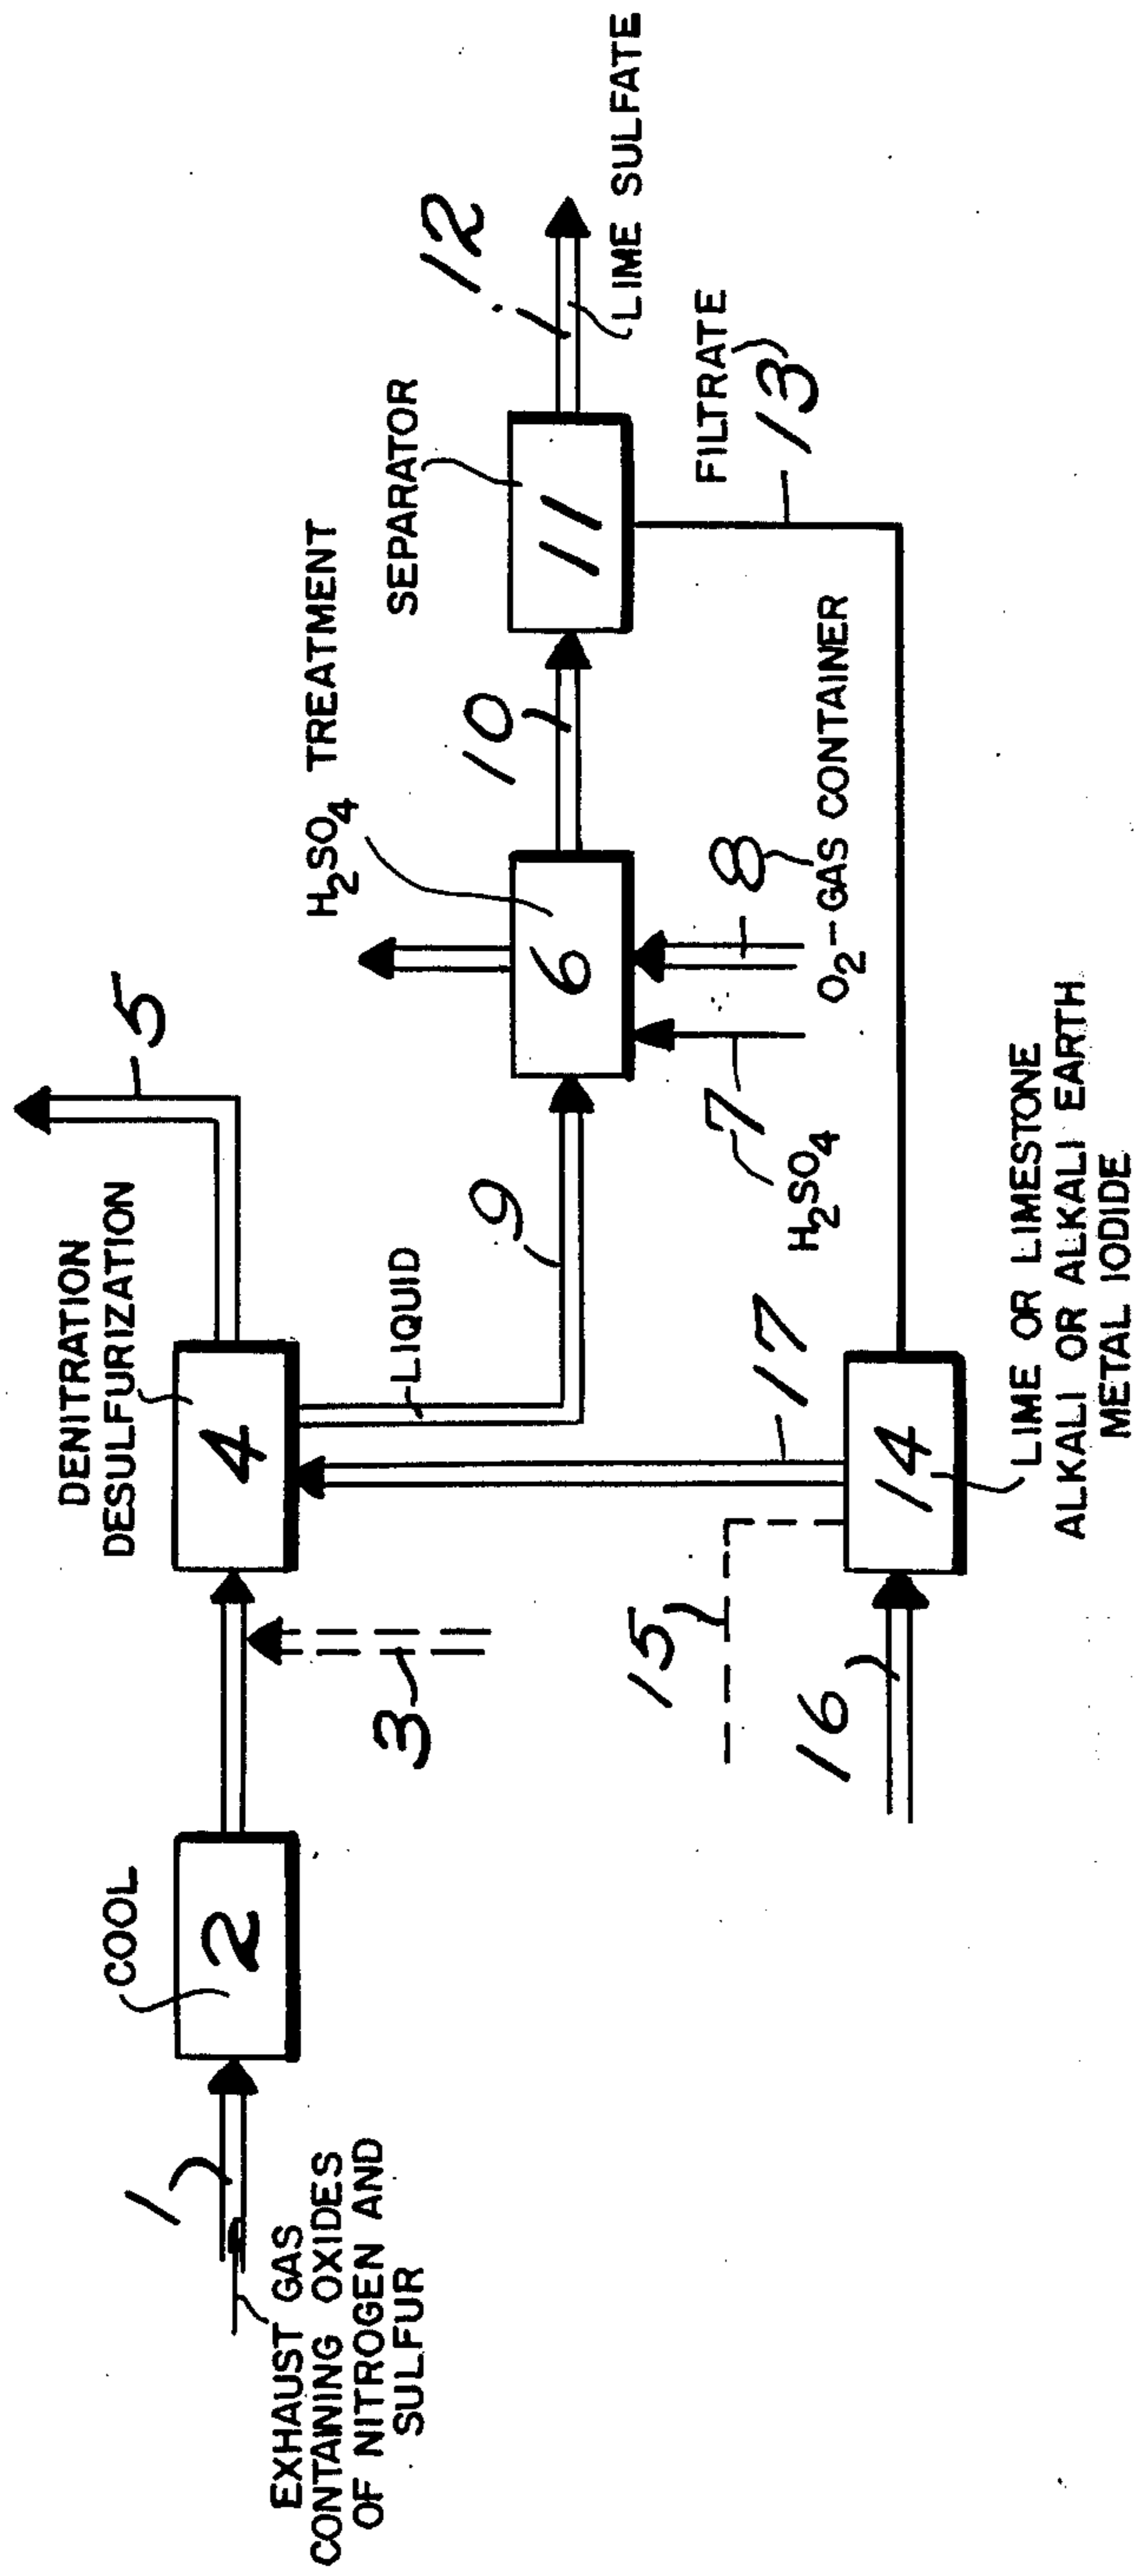 1
EXHAUST GAS
CONTAINING OXIDES
OF NITROGEN AND
SULFUR
COOL
2
3
DENITRATION
DESULFURIZATION
4
5
LIQUID
9
H2SO4 TREATMENT
6
7
H2SO4
8
O2-GAS CONTAINER
10
SEPARATOR
11
12
LIME SULFATE
FILTRATE
13
14
15
16
17
LIME OR LIMESTONE
ALKALI OR ALKALI EARTH
METAL IODIDE